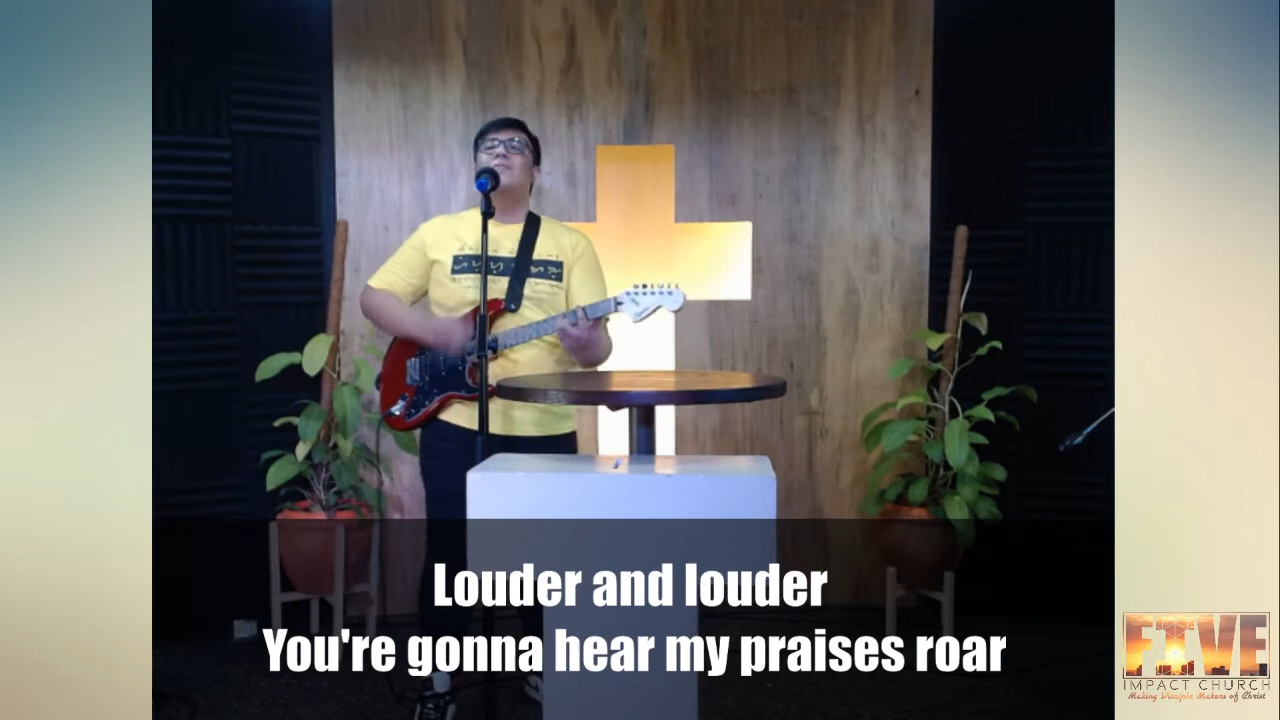 Louder and louder
You're gonna hear my praises roar
FIVE
IMPACT CHURCH
Making Disciple Makers of Christ